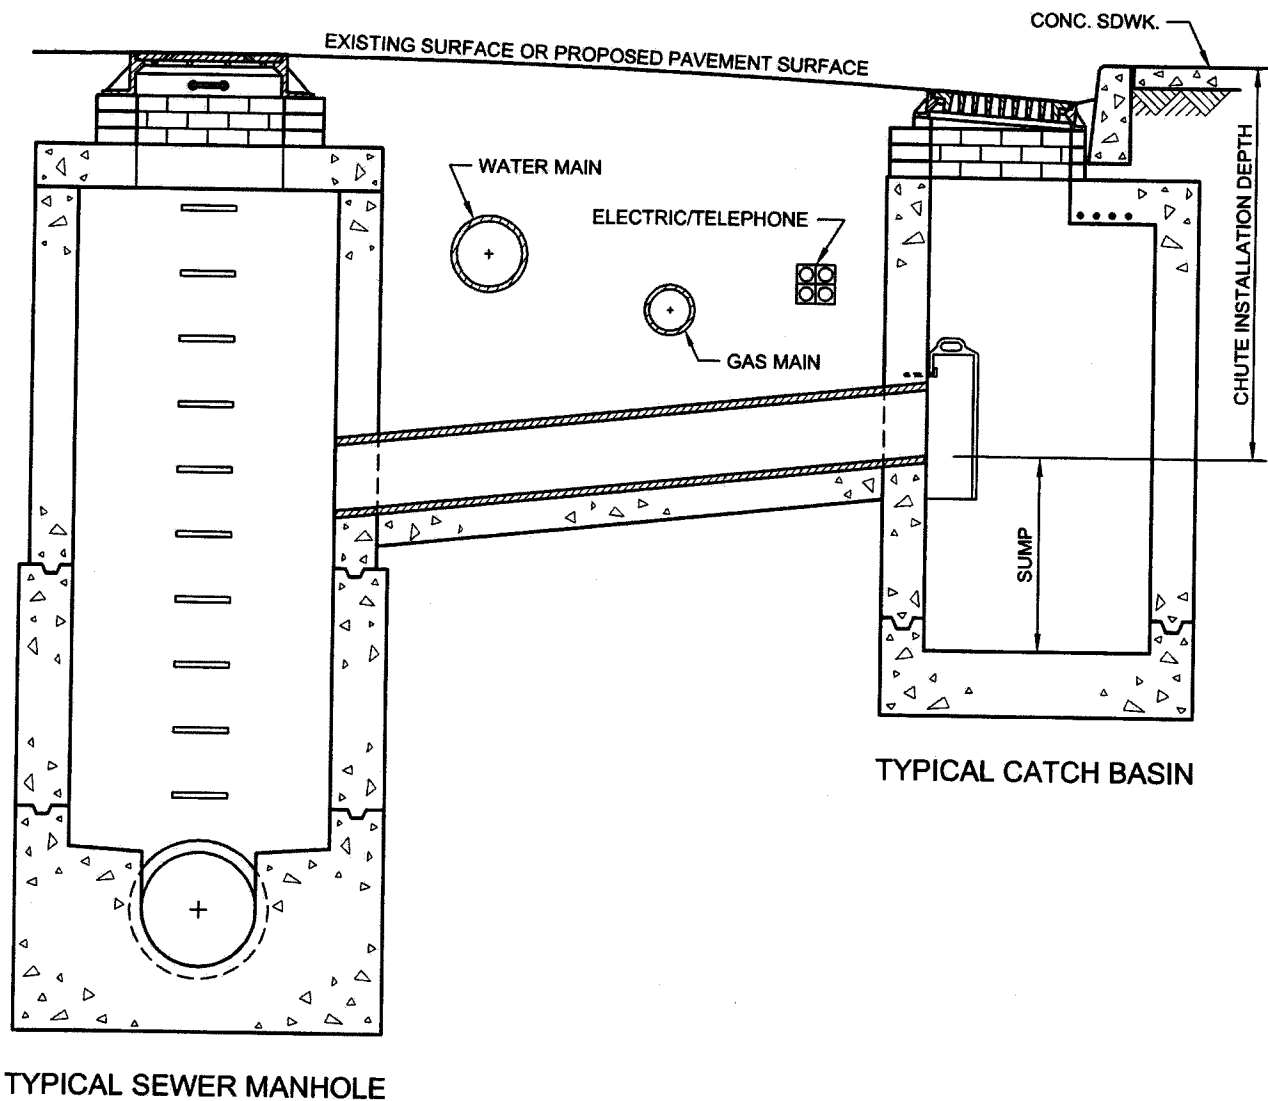 CONC. SDWK.
EXISTING SURFACE OR PROPOSED PAVEMENT SURFACE
WATER MAIN
ELECTRIC/TELEPHONE
GAS MAIN
CHUTE INSTALLATION DEPTH
SUMP
TYPICAL CATCH BASIN
TYPICAL SEWER MANHOLE